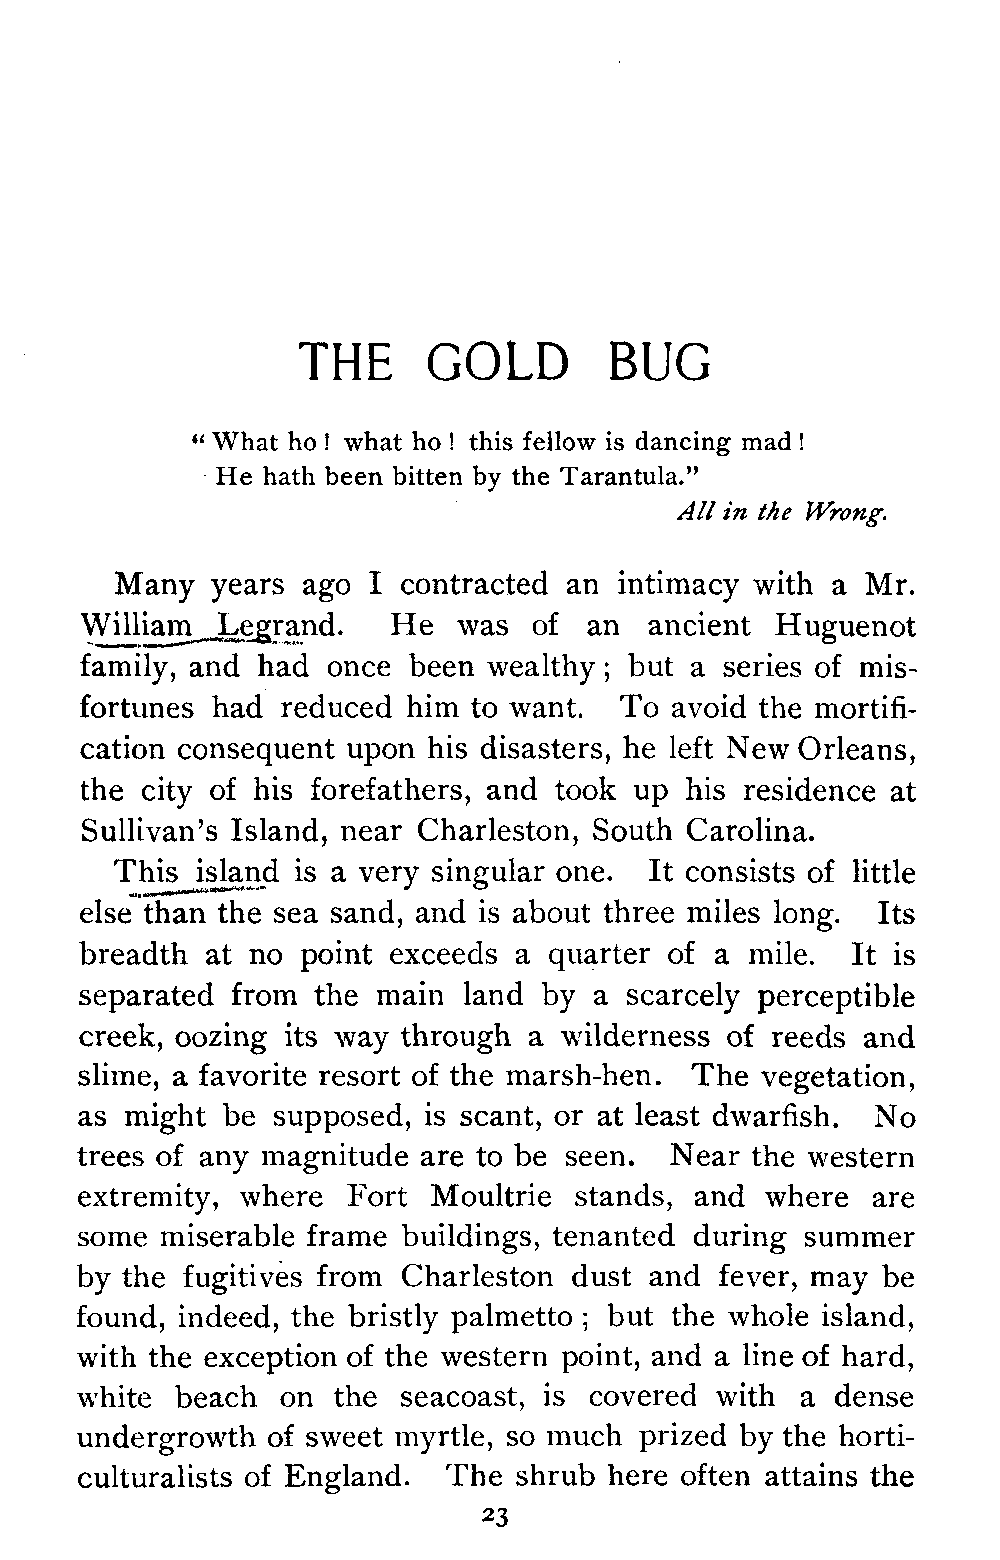 THE GOLD BUG
“What ho! what ho! this fellow is dancing mad!
He hath been bitten by the Tarantula.”
All in the Wrong.
Many years ago I contracted an intimacy with a Mr.
William Legrand. He was of an ancient Huguenot
family, and had once been wealthy; but a series of mis-
fortunes had reduced him to want. To avoid the mortifi-
cation consequent upon his disasters, he left New Orleans,
the city of his forefathers, and took up his residence at
Sullivan's Island, near Charleston, South Carolina.
This island is a very singular one. It consists of little
else than the sea sand, and is about three miles long. Its
breadth at no point exceeds a quarter of a mile. It is
separated from the main land by a scarcely perceptible
creek, oozing its way through a wilderness of reeds and
slime, a favorite resort of the marsh-hen. The vegetation,
as might be supposed, is scant, or at least dwarfish. No
trees of any magnitude are to be seen. Near the western
extremity, where Fort Moultrie stands, and where are
some miserable frame buildings, tenanted during summer
by the fugitives from Charleston dust and fever, may be
found, indeed, the bristly palmetto; but the whole island,
with the exception of the western point, and a line of hard,
white beach on the seacoast, is covered with a dense
undergrowth of sweet myrtle, so much prized by the horti-
culturalists of England. The shrub here often attains the
23